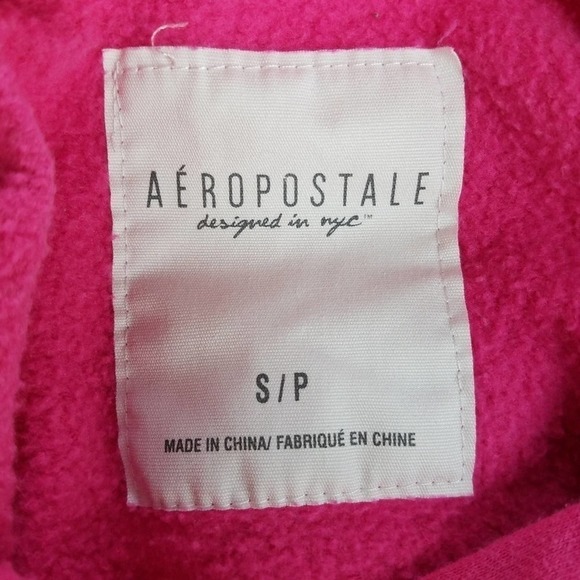 AÉROPOSTALE
designed in nyc™
S/P
MADE IN CHINA/ FABRIQUÉ EN CHINE